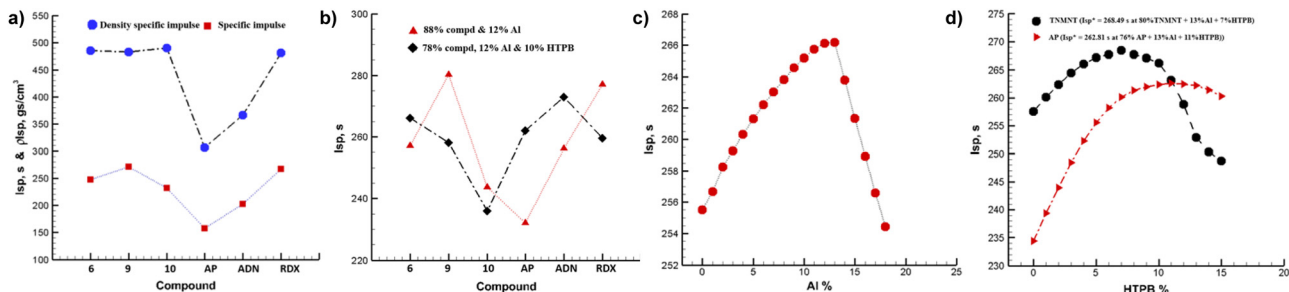 a)
Density specific impulse
Specific impulse
Isp, s & ρIsp, gs/cm³
550
500
450
400
350
300
250
200
150
100
6 9 10 AP ADN RDX
Compound
b)
88% compd & 12% Al
78% compd, 12% Al & 10% HTPB
Isp, s
300
280
260
240
220
6 9 10 AP ADN RDX
Compound
c)
Isp, s
268
266
264
262
260
258
256
254
252
0 5 10 15 20 25
Al %
d)
TNMNT (Isp* = 268.49 s at 80%TNMNT + 13%Al + 7%HTPB)
AP (Isp* = 262.81 s at 76% AP + 13%Al + 11%HTPB))
Isp, s
275
270
265
260
255
250
245
240
235
230
0 5 10 15 20
HTPB %